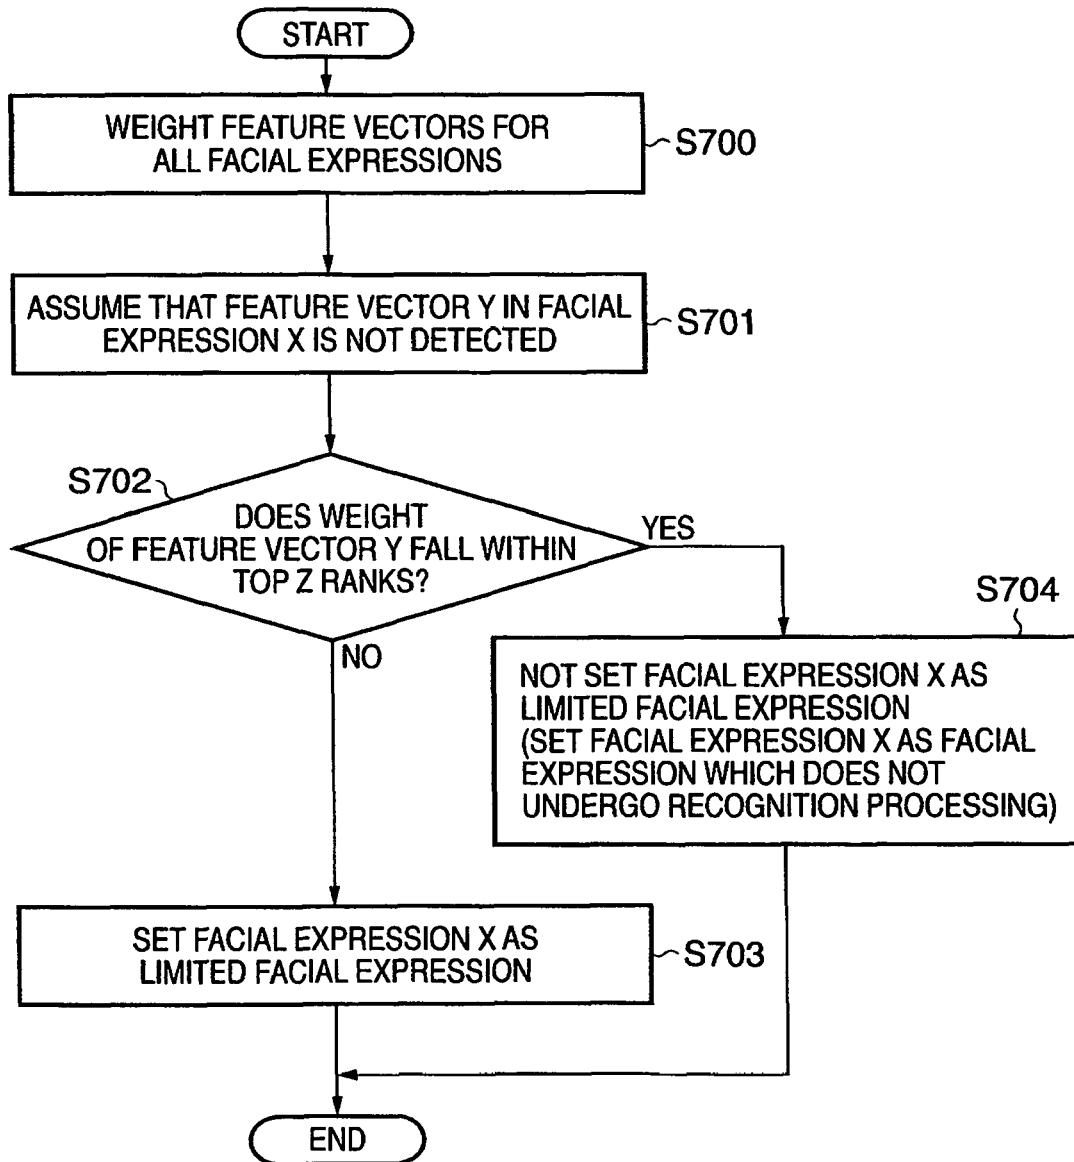 START
WEIGHT FEATURE VECTORS FOR
ALL FACIAL EXPRESSIONS
S700
ASSUME THAT FEATURE VECTOR Y IN FACIAL
EXPRESSION X IS NOT DETECTED
S701
S702
DOES WEIGHT
OF FEATURE VECTOR Y FALL WITHIN
TOP Z RANKS?
YES
NO
S704
NOT SET FACIAL EXPRESSION X AS
LIMITED FACIAL EXPRESSION
(SET FACIAL EXPRESSION X AS FACIAL
EXPRESSION WHICH DOES NOT
UNDERGO RECOGNITION PROCESSING)
SET FACIAL EXPRESSION X AS
LIMITED FACIAL EXPRESSION
S703
END